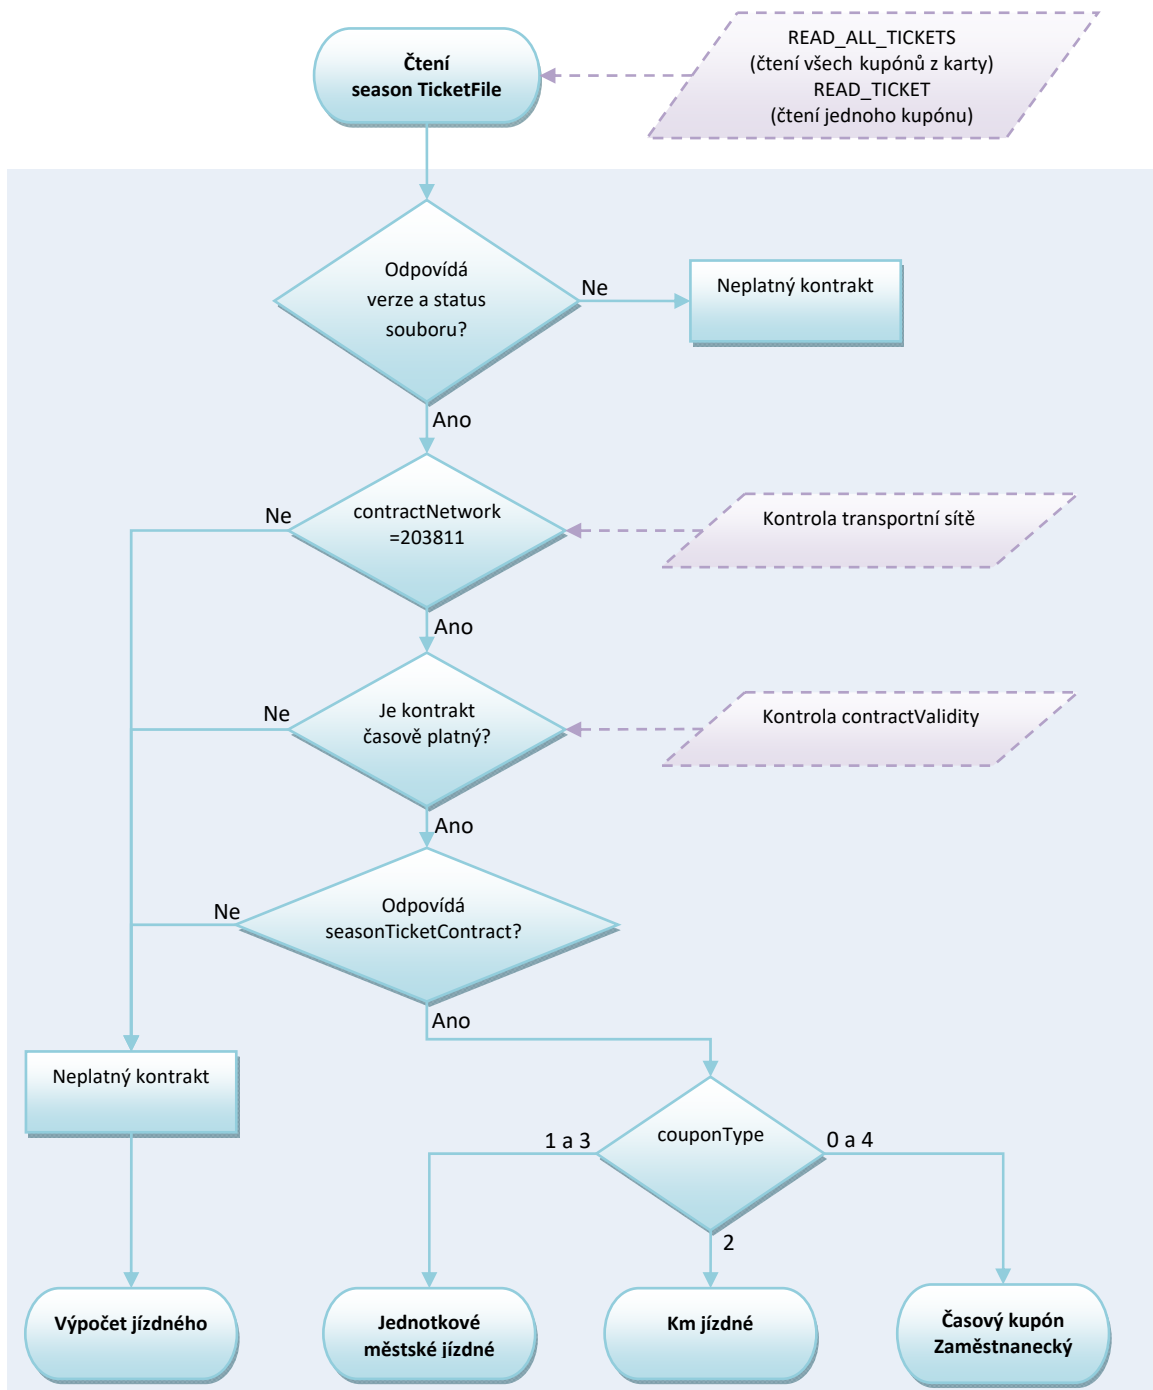 Čtení
season TicketFile
READ_ALL_TICKETS
(čtení všech kupónů z karty)
READ_TICKET
(čtení jednoho kupónu)
Odpovídá
verze a status
souboru?
Ne
Neplatný kontrakt
Ano
Ne
contractNetwork
=203811
Kontrola transportní sítě
Ano
Ne
Je kontrakt
časově platný?
Kontrola contractValidity
Ano
Ne
Odpovídá
seasonTicketContract?
Ano
Neplatný kontrakt
1 a 3
couponType
0 a 4
2
Výpočet jízdného
Jednotkové
městské jízdné
Km jízdné
Časový kupón
Zaměstnanecký